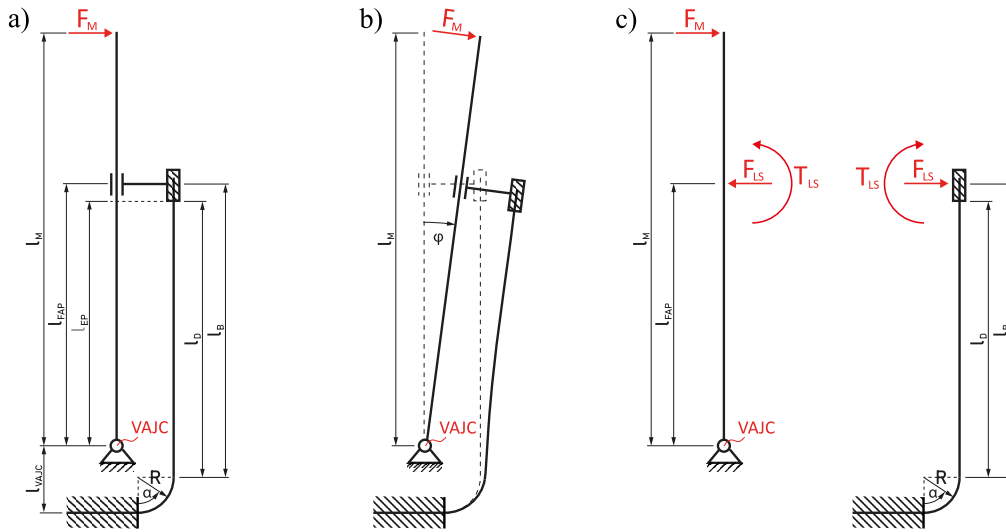 a)
F_M
l_M
l_FAP
l_EP
l_D
l_B
VAJC
l_VAJC
R
α
b)
F_M
l_M
φ
VAJC
c)
F_M
l_M
l_FAP
F_LS
T_LS
VAJC
T_LS
F_LS
l_D
l_B
R
α